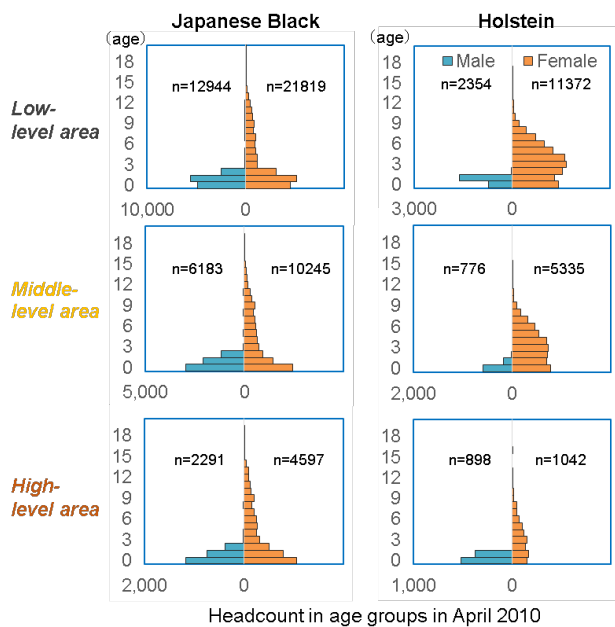 Japanese Black
Holstein
(age)
(age)
Male
Female
Low-
level area
18
15
12
9
6
3
0
n=12944
n=21819
10,000
0
18
15
12
9
6
3
0
n=2354
n=11372
3,000
0
Middle-
level area
18
15
12
9
6
3
0
n=6183
n=10245
5,000
0
18
15
12
9
6
3
0
n=776
n=5335
2,000
0
High-
level area
18
15
12
9
6
3
0
n=2291
n=4597
2,000
0
18
15
12
9
6
3
0
n=898
n=1042
1,000
0
Headcount in age groups in April 2010